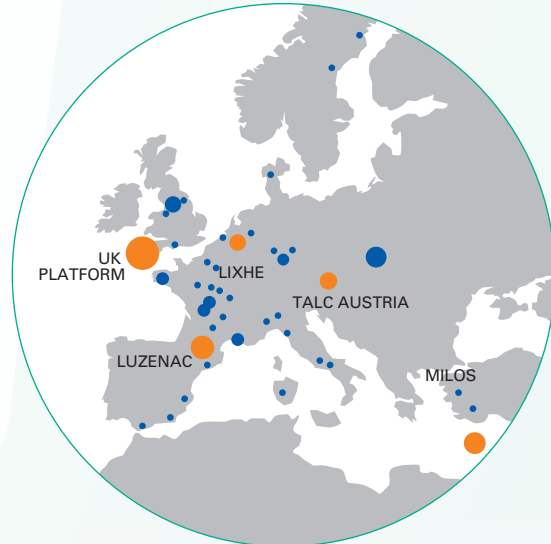 UK
PLATFORM
LIXHE
TALC AUSTRIA
LUZENAC
MILOS